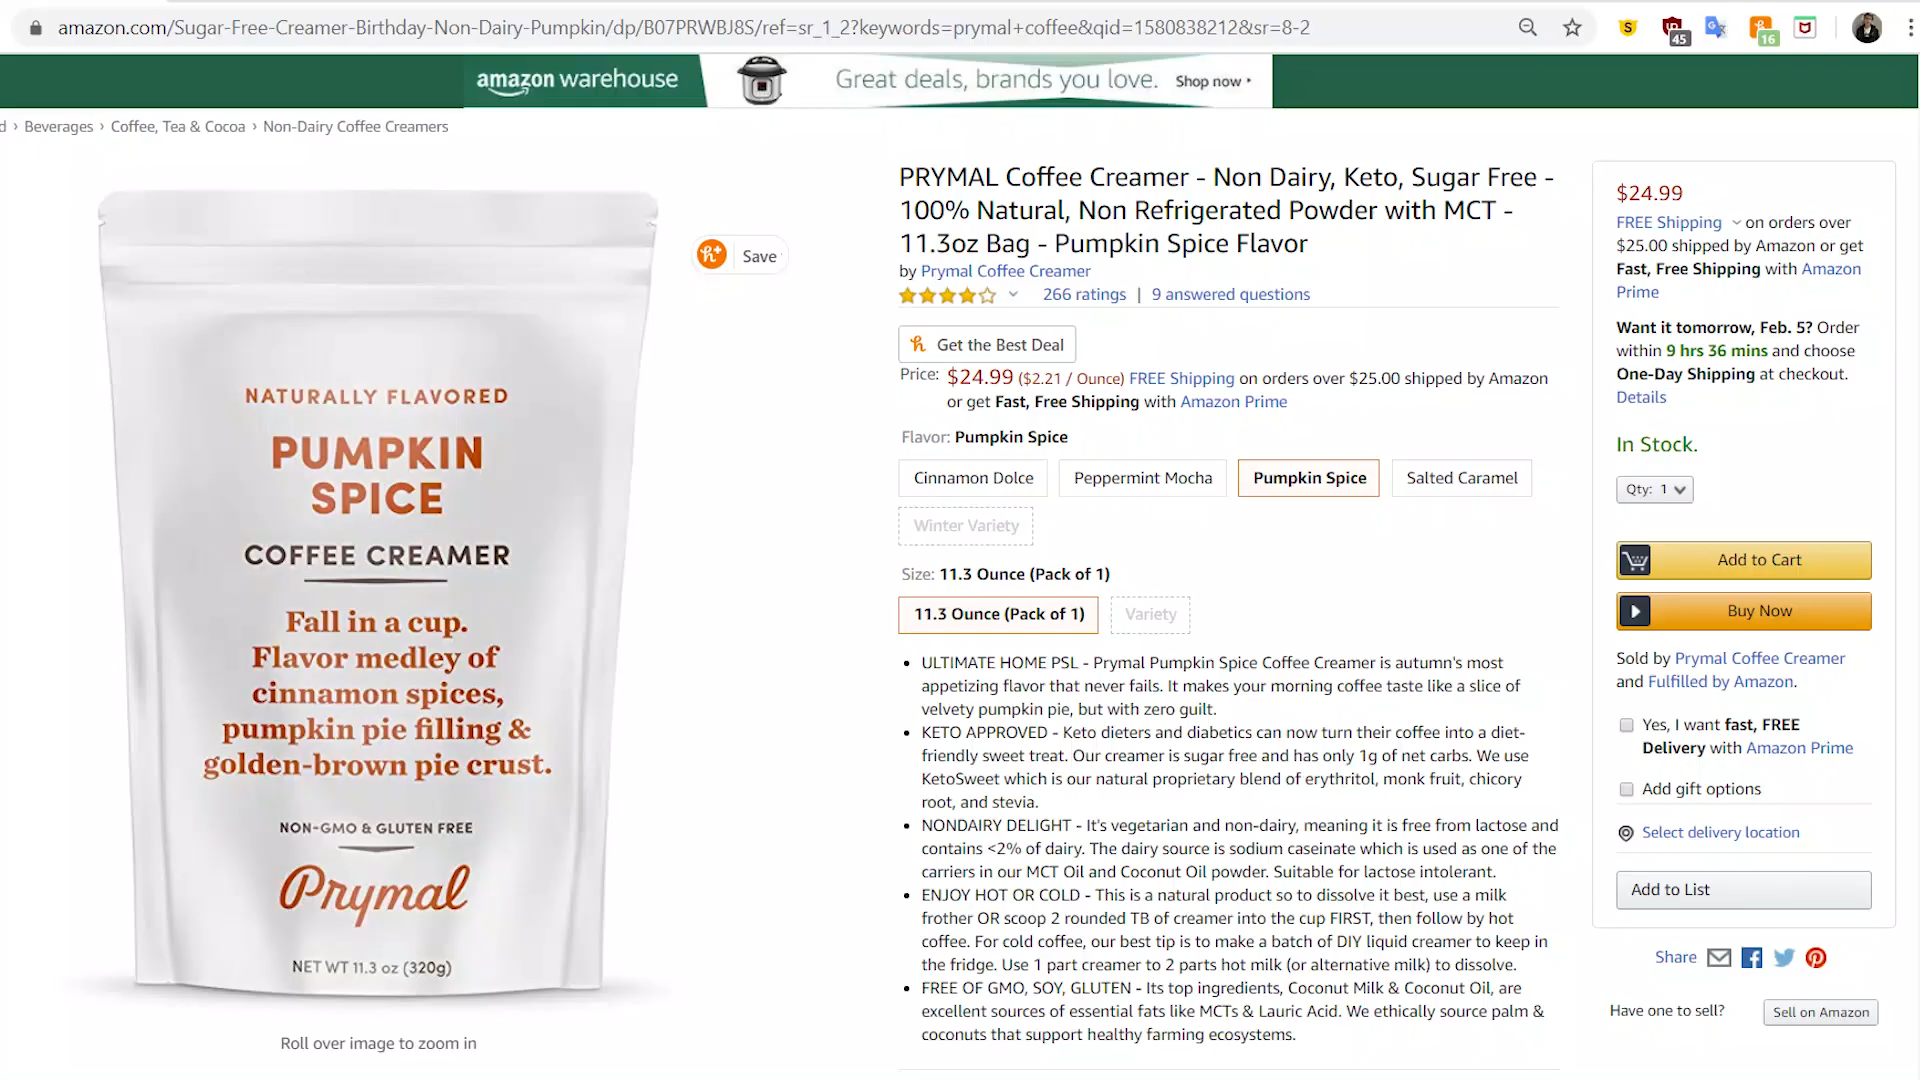 amazon.com/Sugar-Free-Creamer-Birthday-Non-Dairy-Pumpkin/dp/B07PRWBJ8S/ref=sr_1_2?keywords=prymal+coffee&qid=1580838212&sr=8-2
45
16
amazon warehouse
Great deals, brands you love. Shop now
d › Beverages › Coffee, Tea & Cocoa › Non-Dairy Coffee Creamers
NATURALLY FLAVORED
PUMPKIN
SPICE
COFFEE CREAMER
Fall in a cup.
Flavor medley of
cinnamon spices,
pumpkin pie filling &
golden-brown pie crust.
NON-GMO & GLUTEN FREE
Prymal
NET WT 11.3 oz (320g)
Roll over image to zoom in
Save
PRYMAL Coffee Creamer - Non Dairy, Keto, Sugar Free -
100% Natural, Non Refrigerated Powder with MCT -
11.3oz Bag - Pumpkin Spice Flavor
by Prymal Coffee Creamer
266 ratings | 9 answered questions
Get the Best Deal
Price: $24.99 ($2.21 / Ounce) FREE Shipping on orders over $25.00 shipped by Amazon
or get Fast, Free Shipping with Amazon Prime
Flavor: Pumpkin Spice
Cinnamon Dolce Peppermint Mocha Pumpkin Spice Salted Caramel
Winter Variety
Size: 11.3 Ounce (Pack of 1)
11.3 Ounce (Pack of 1) Variety
• ULTIMATE HOME PSL - Prymal Pumpkin Spice Coffee Creamer is autumn's most
appetizing flavor that never fails. It makes your morning coffee taste like a slice of
velvety pumpkin pie, but with zero guilt.
• KETO APPROVED - Keto dieters and diabetics can now turn their coffee into a diet-
friendly sweet treat. Our creamer is sugar free and has only 1g of net carbs. We use
KetoSweet which is our natural proprietary blend of erythritol, monk fruit, chicory
root, and stevia.
• NONDAIRY DELIGHT - It's vegetarian and non-dairy, meaning it is free from lactose and
contains <2% of dairy. The dairy source is sodium caseinate which is used as one of the
carriers in our MCT Oil and Coconut Oil powder. Suitable for lactose intolerant.
• ENJOY HOT OR COLD - This is a natural product so to dissolve it best, use a milk
frother OR scoop 2 rounded TB of creamer into the cup FIRST, then follow by hot
coffee. For cold coffee, our best tip is to make a batch of DIY liquid creamer to keep in
the fridge. Use 1 part creamer to 2 parts hot milk (or alternative milk) to dissolve.
• FREE OF GMO, SOY, GLUTEN - Its top ingredients, Coconut Milk & Coconut Oil, are
excellent sources of essential fats like MCTs & Lauric Acid. We ethically source palm &
coconuts that support healthy farming ecosystems.
$24.99
FREE Shipping on orders over
$25.00 shipped by Amazon or get
Fast, Free Shipping with Amazon
Prime
Want it tomorrow, Feb. 5? Order
within 9 hrs 36 mins and choose
One-Day Shipping at checkout.
Details
In Stock.
Qty: 1
Add to Cart
Buy Now
Sold by Prymal Coffee Creamer
and Fulfilled by Amazon.
Yes, I want fast, FREE
Delivery with Amazon Prime
Add gift options
Select delivery location
Add to List
Share
Have one to sell? Sell on Amazon